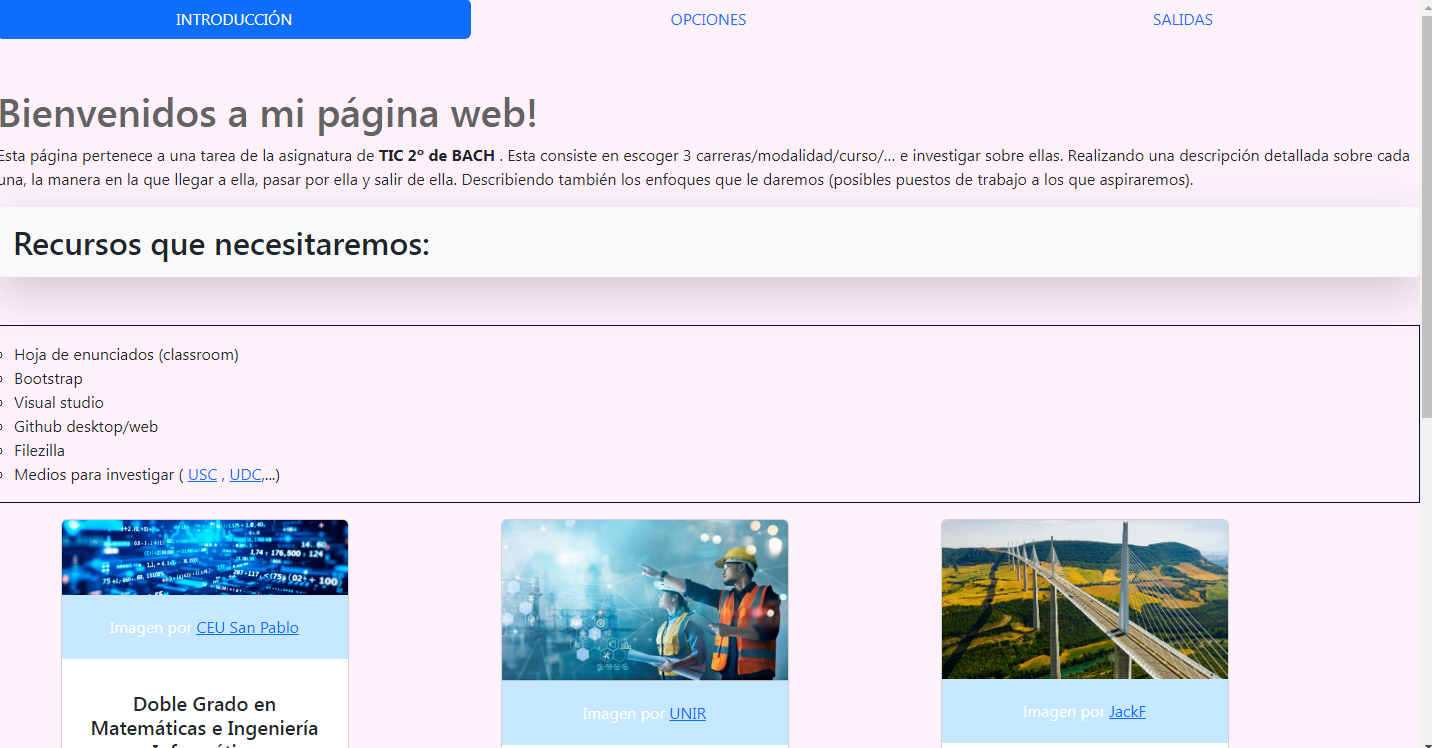 INTRODUCCIÓN
OPCIONES
SALIDAS
Bienvenidos a mi página web!
Esta página pertenece a una tarea de la asignatura de TIC 2º de BACH . Esta consiste en escoger 3 carreras/modalidad/curso/... e investigar sobre ellas. Realizando una descripción detallada sobre cada
una, la manera en la que llegar a ella, pasar por ella y salir de ella. Describiendo también los enfoques que le daremos (posibles puestos de trabajo a los que aspiraremos).
Recursos que necesitaremos:
Hoja de enunciados (classroom)
Bootstrap
Visual studio
Github desktop/web
Filezilla
Medios para investigar ( USC , UDC,...)
Imagen por CEU San Pablo
Doble Grado en
Matemáticas e Ingeniería
Imagen por UNIR
Imagen por JackF